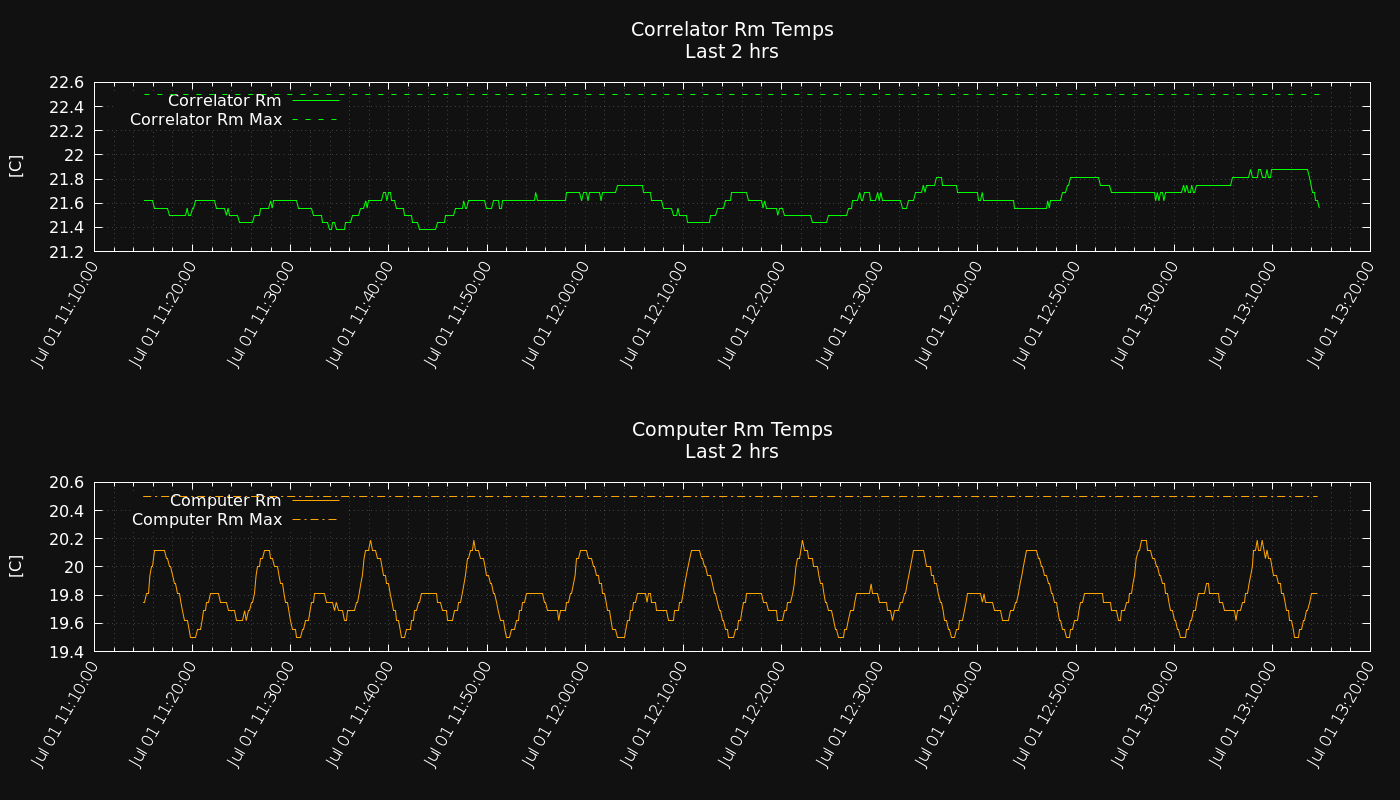 Correlator Rm Temps
Last 2 hrs
22.6
22.4
22.2
22
21.8
21.6
21.4
21.2
[C]
Correlator Rm
Correlator Rm Max
Jul 01 11:10:00
Jul 01 11:20:00
Jul 01 11:30:00
Jul 01 11:40:00
Jul 01 11:50:00
Jul 01 12:00:00
Jul 01 12:10:00
Jul 01 12:20:00
Jul 01 12:30:00
Jul 01 12:40:00
Jul 01 12:50:00
Jul 01 13:00:00
Jul 01 13:10:00
Jul 01 13:20:00
Computer Rm Temps
Last 2 hrs
20.6
20.4
20.2
20
19.8
19.6
19.4
[C]
Computer Rm
Computer Rm Max
Jul 01 11:10:00
Jul 01 11:20:00
Jul 01 11:30:00
Jul 01 11:40:00
Jul 01 11:50:00
Jul 01 12:00:00
Jul 01 12:10:00
Jul 01 12:20:00
Jul 01 12:30:00
Jul 01 12:40:00
Jul 01 12:50:00
Jul 01 13:00:00
Jul 01 13:10:00
Jul 01 13:20:00